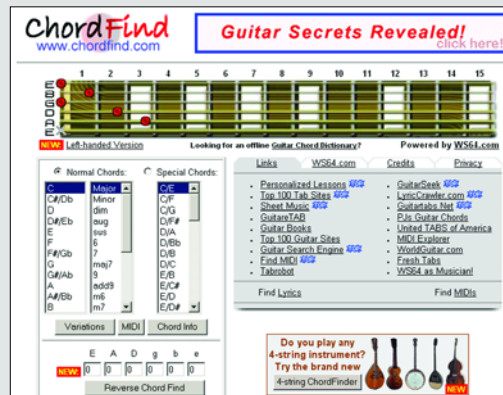 ChordFind
www.chordfind.com
Guitar Secrets Revealed!
click here!
1 2 3 4 5 6 7 8 9 10 11 12 13 14 15
E
B
G
D
A
E
NEW: Left-handed Version
Looking for an offline Guitar Chord Dictionary?
Powered by WS64.com
Normal Chords:
Special Chords:
C
C#/Db
D
D#/Eb
E
F
F#/Gb
G
G#/Ab
A
A#/Bb
B
Major
Minor
dim
aug
sus
6
7
maj7
9
add9
m6
m7
C/E
C/F
C/G
D/F#
D/A
D/Bb
D/B
D/C
E/B
E/C#
E/D
E/D#
Variations
MIDI
Chord Info
E A D g b e
NEW: 0 0 0 0 0 0
Reverse Chord Find
Links
WS64.com
Credits
Privacy
Personalized Lessons
Top 100 Tab Sites
Sheet Music
GuitareTAB
Guitar Books
Top 100 Guitar Sites
Guitar Search Engine
Find MIDI
Tabrobot
GuitarSeek
LyricCrawler.com
Guitartabs.Net
PJs Guitar Chords
United TABS of America
MIDI Explorer
WorldGuitar.com
Fresh Tabs
WS64 as Musician!
Find Lyrics
Find MIDIs
Do you play any
4-string instrument?
Try the brand new
4-string ChordFinder
NEW